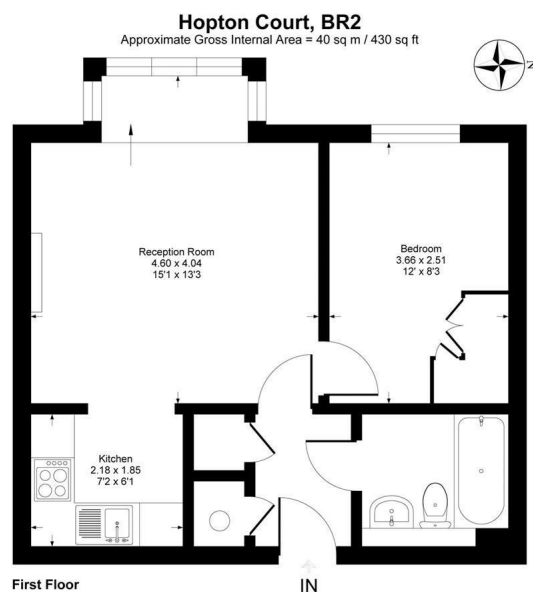 Hopton Court, BR2
Approximate Gross Internal Area = 40 sq m / 430 sq ft
N
Reception Room
4.60 x 4.04
15'1 x 13'3
Bedroom
3.66 x 2.51
12' x 8'3
Kitchen
2.18 x 1.85
7'2 x 6'1
First Floor
IN